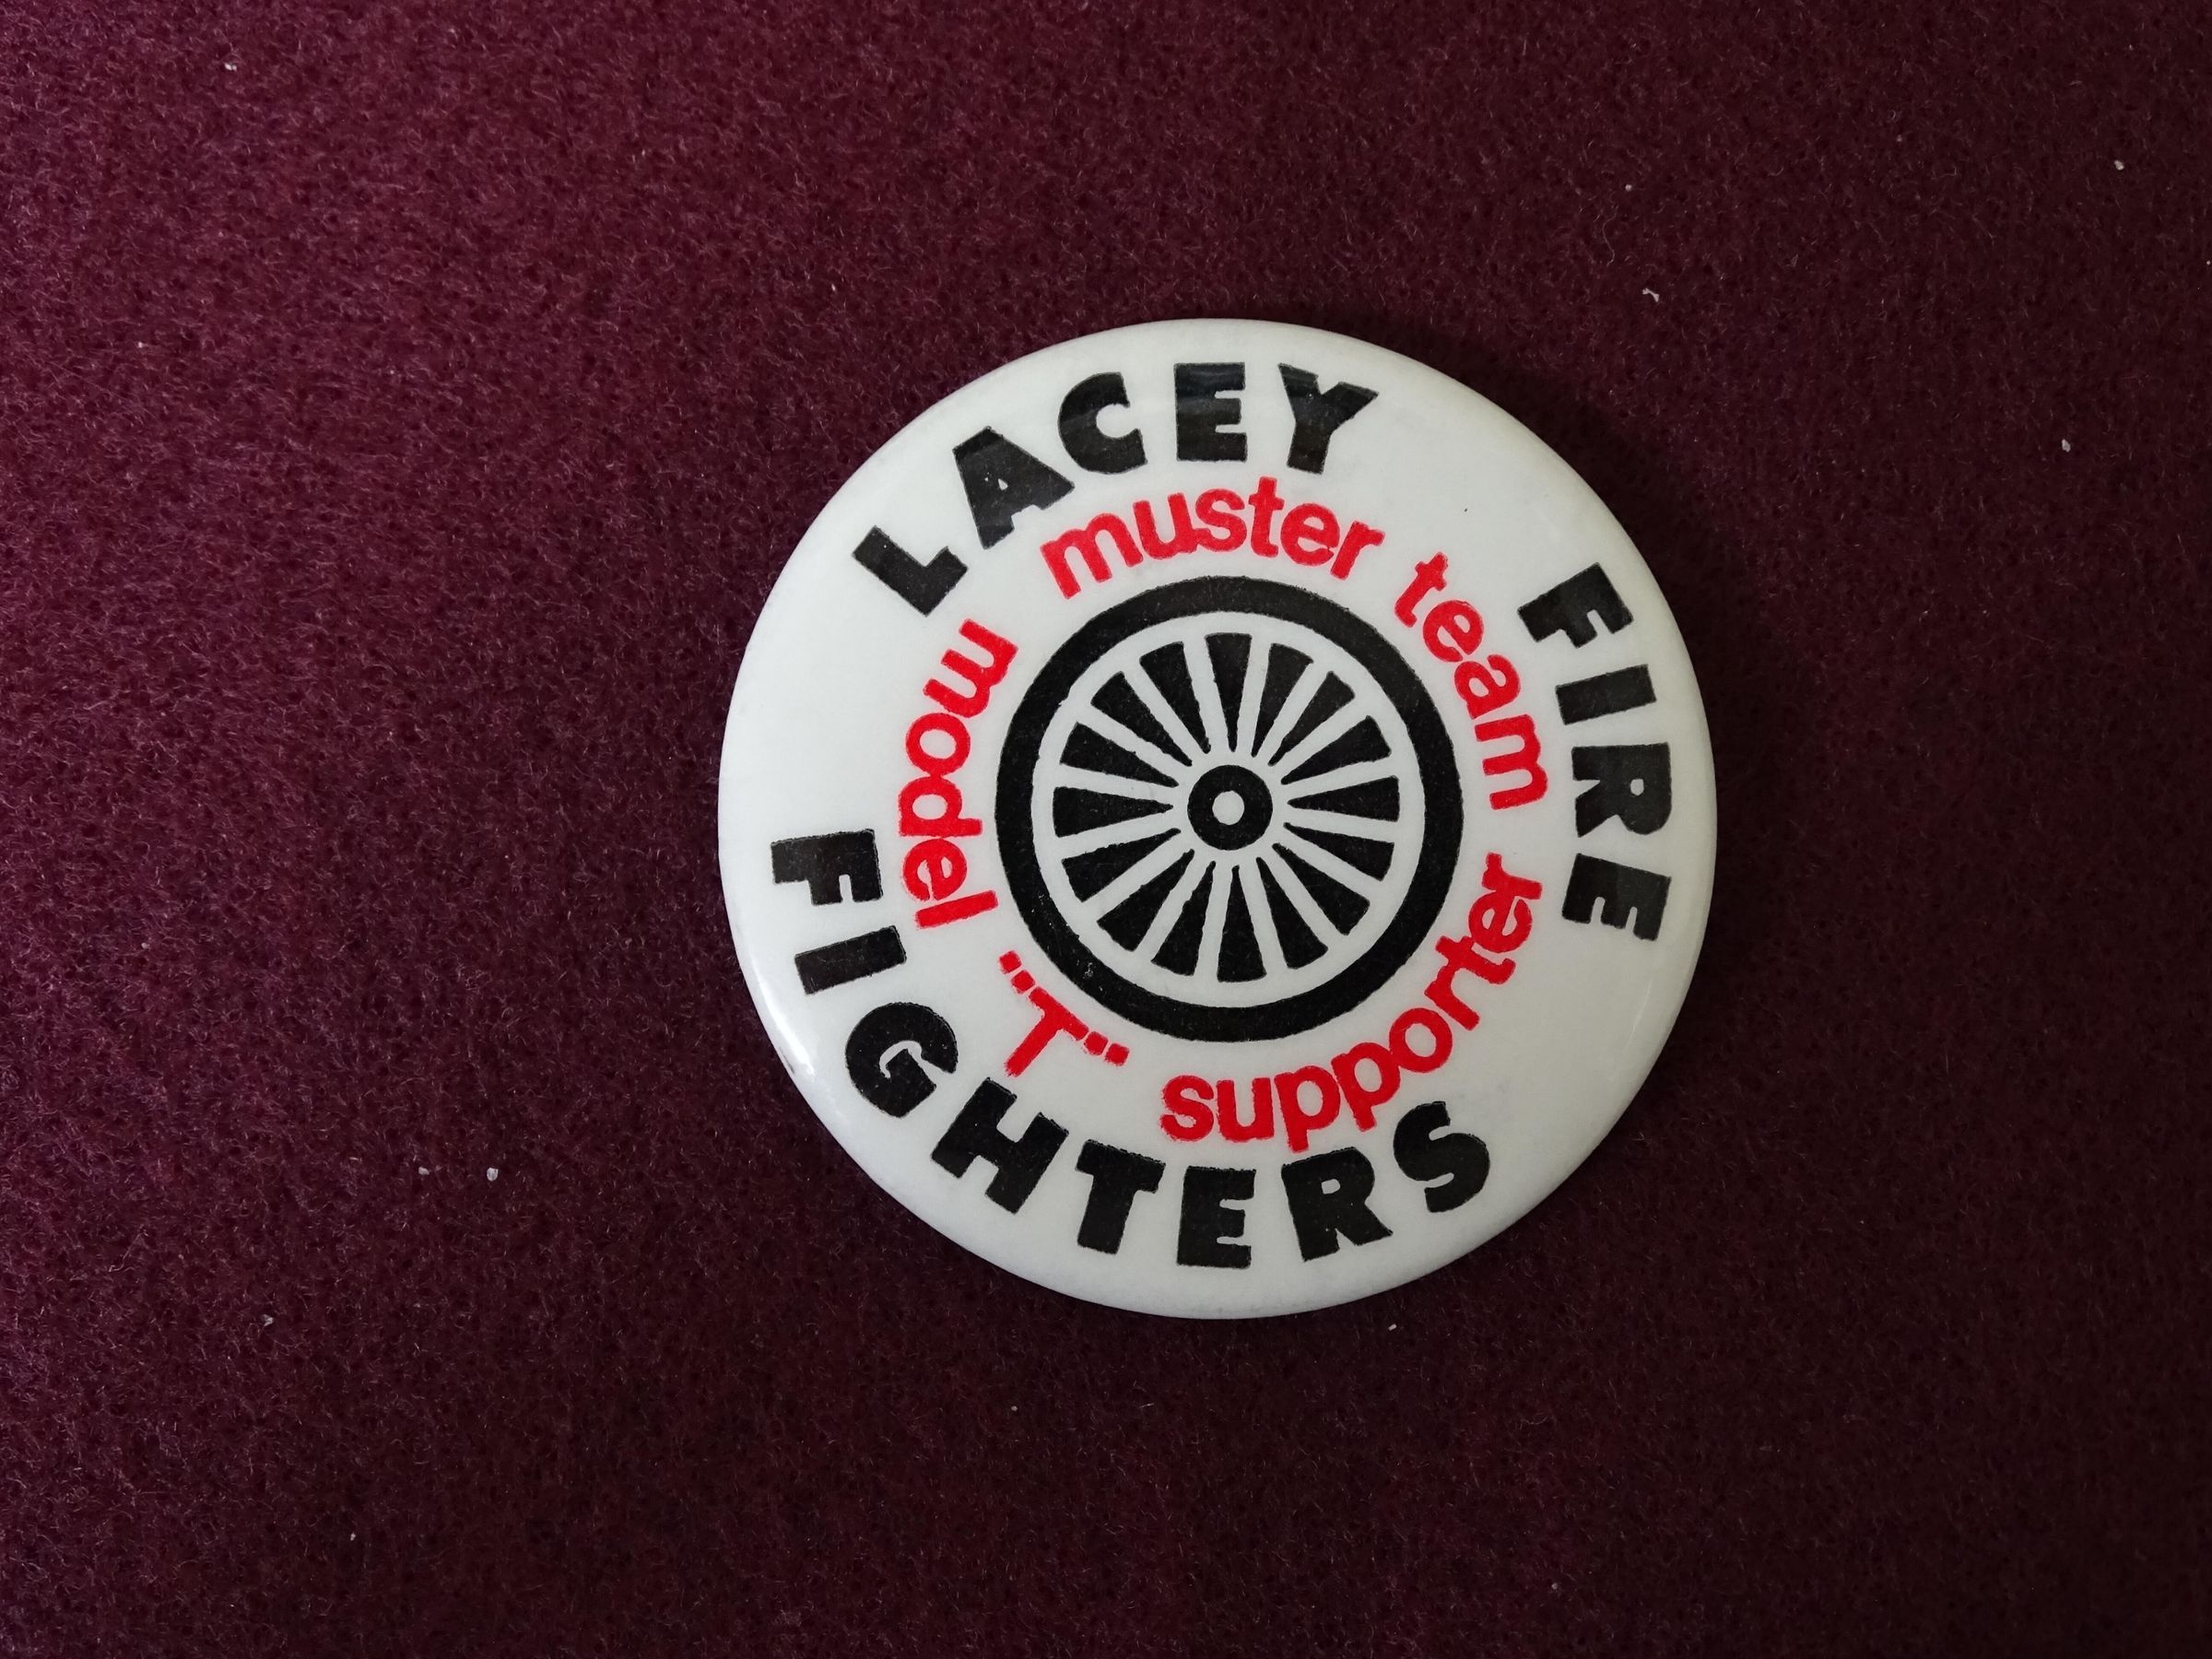 LACEY FIRE
FIGHTERS
muster team
model "T" supporter